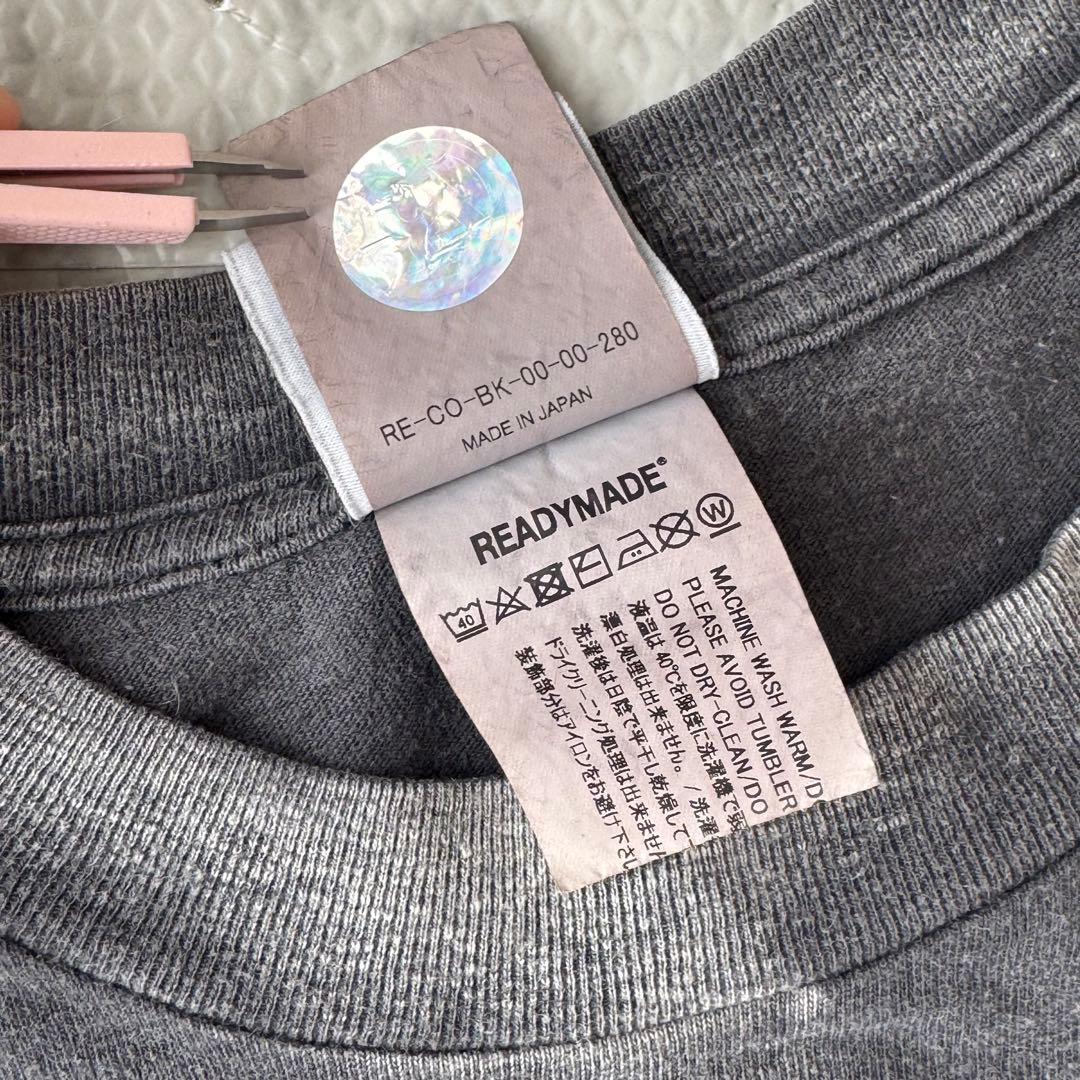 RE-CO-BK-00-00-280
MADE IN JAPAN
READYMADE®
40
W
MACHINE WASH WARM/D
PLEASE AVOID TUMBLER
DO NOT DRY-CLEAN/DO
液温は40℃を限度に洗濯機で弱
漂白処理は出来ません。/ 洗濯
洗濯後は日陰で平干し乾燥して
ドライクリーニング処理は出来ません
装飾部分はアイロンをお避け下さい